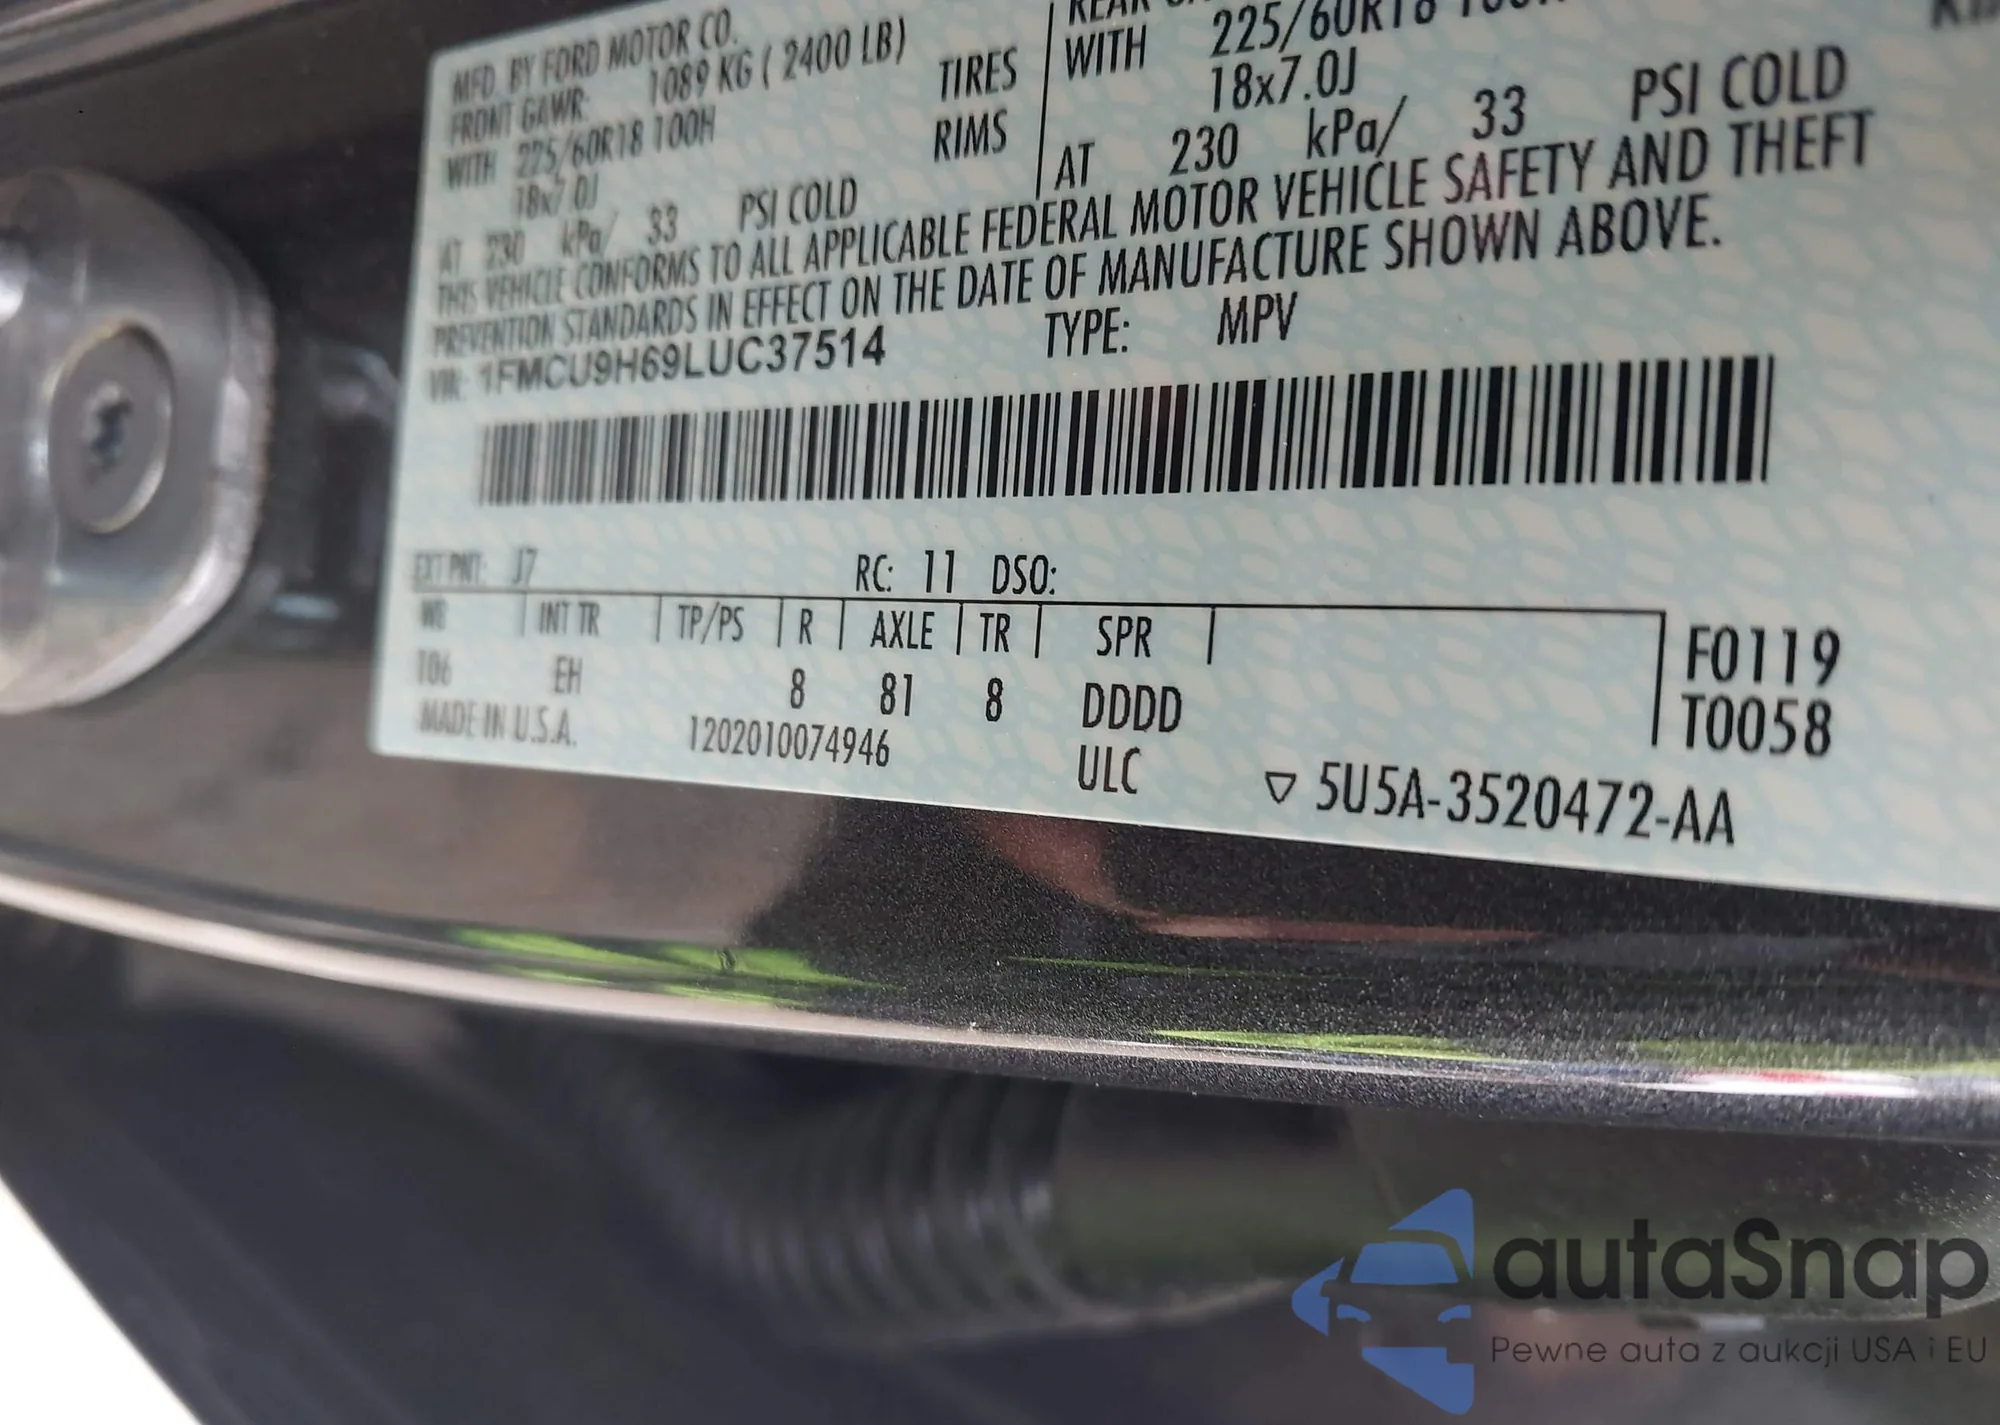 MFD. BY FORD MOTOR CO.
FRONT GAWR: 1089 KG ( 2400 LB)
WITH 225/60R18 100H TIRES
18x7.0J RIMS
AT 230 kPa/ 33 PSI COLD
WITH 225/60R18
18x7.0J
AT 230 kPa/ 33 PSI COLD
THIS VEHICLE CONFORMS TO ALL APPLICABLE FEDERAL MOTOR VEHICLE SAFETY AND THEFT
PREVENTION STANDARDS IN EFFECT ON THE DATE OF MANUFACTURE SHOWN ABOVE.
VIN: 1FMCU9H69LUC37514 TYPE: MPV
EXT PNT: J7 RC: 11 DSO:
WB | INT TR | TP/PS | R | AXLE | TR | SPR |
T06 EH 8 81 8 DDDD
F0119
T0058
MADE IN U.S.A. 1202010074946 ULC ▽ 5U5A-3520472-AA
autaSnap
Pewne auta z aukcji USA i EU